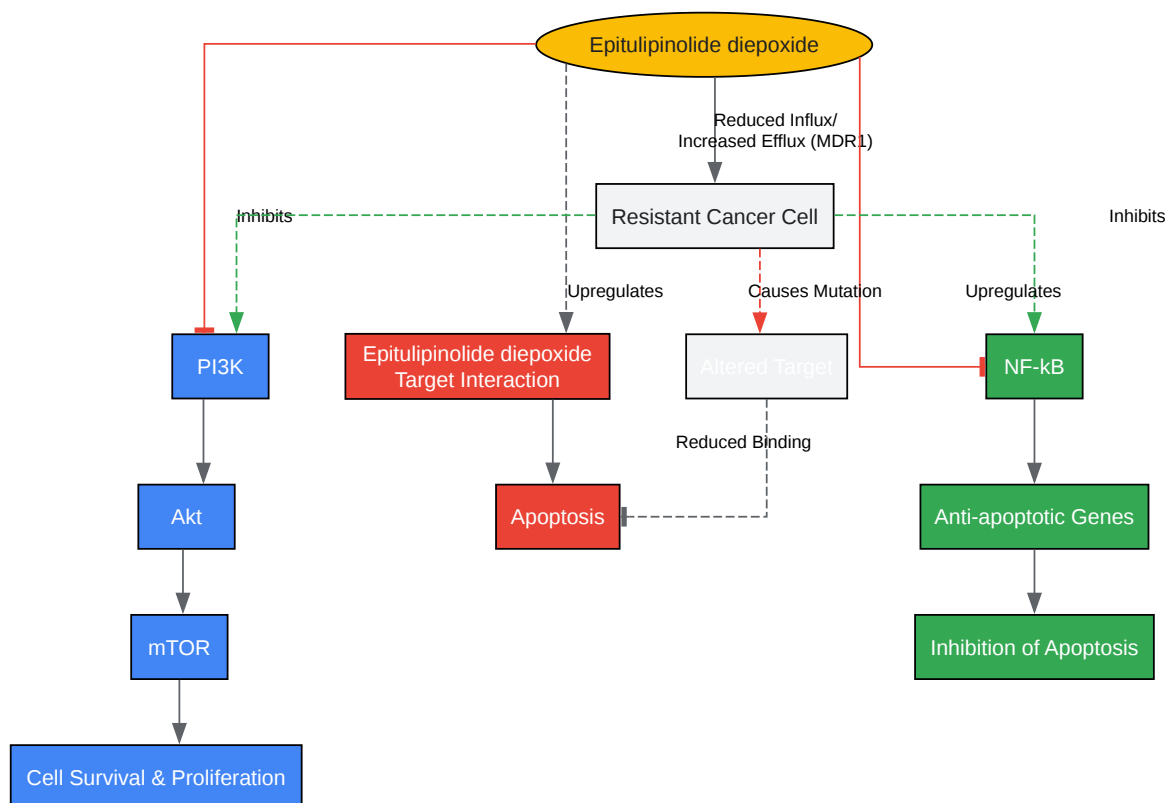 Epitulipinolide diepoxide
Reduced Influx/
Increased Efflux (MDR1)
Resistant Cancer Cell
Inhibits
Inhibits
Upregulates
Causes Mutation
Upregulates
PI3K
Epitulipinolide diepoxide
Target Interaction
Altered Target
NF-kB
Reduced Binding
Akt
Apoptosis
Anti-apoptotic Genes
mTOR
Inhibition of Apoptosis
Cell Survival & Proliferation